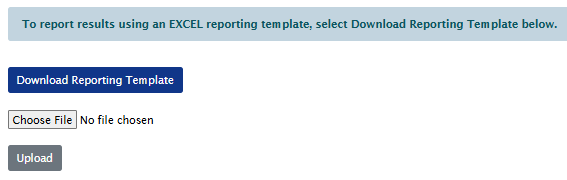 To report results using an EXCEL reporting template, select Download Reporting Template below.
Download Reporting Template
Choose File No file chosen
Upload